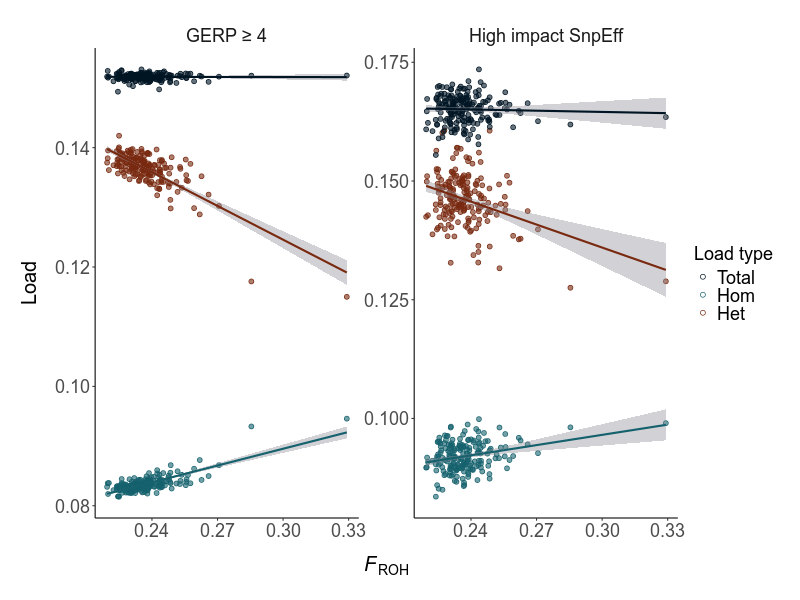 GERP ≥ 4
High impact SnpEff
Load
0.14
0.12
0.10
0.08
0.175
0.150
0.125
0.100
0.24
0.27
0.30
0.33
0.24
0.27
0.30
0.33
FROH
Load type
Total
Hom
Het